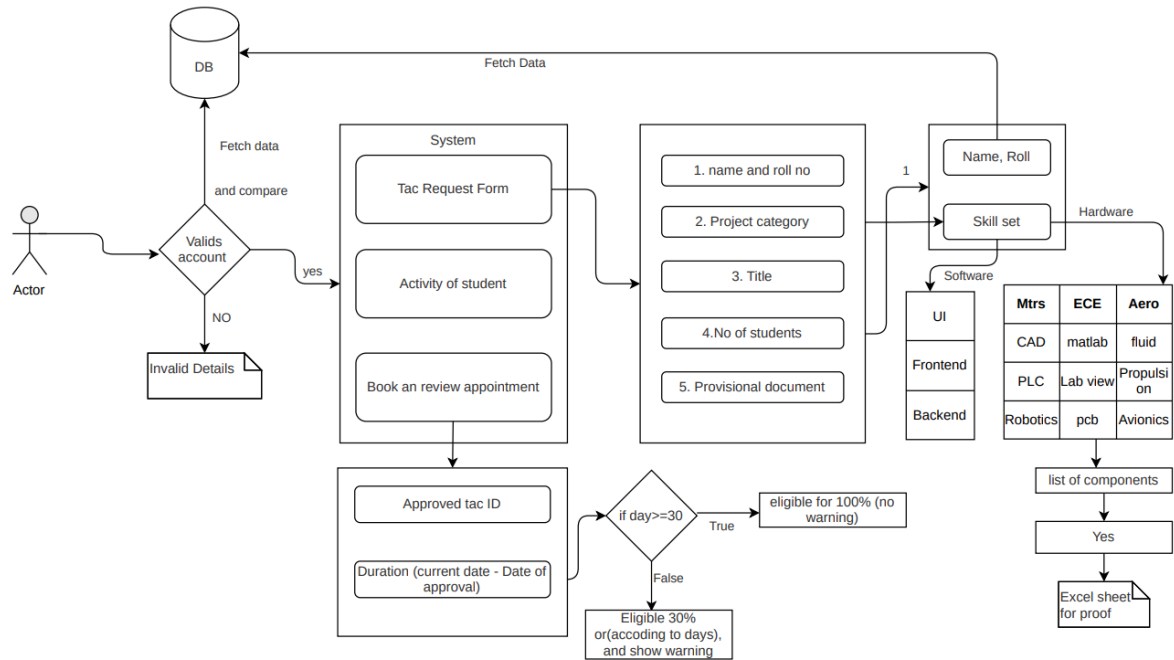 DB
Fetch Data
Fetch data
and compare
Actor
Valids
account
yes
NO
Invalid Details
System
Tac Request Form
Activity of student
Book an review appointment
1. name and roll no
2. Project category
3. Title
4.No of students
5. Provisional document
1
Name, Roll
Skill set
Hardware
Software
UI
Frontend
Backend
Mtrs ECE Aero
CAD matlab fluid
PLC Lab view Propulsi
on
Robotics pcb Avionics
list of components
Yes
Excel sheet
for proof
Approved tac ID
Duration (current date - Date of
approval)
if day>=30
True
eligible for 100% (no
warning)
False
Eligible 30%
or(accoding to days),
and show warning